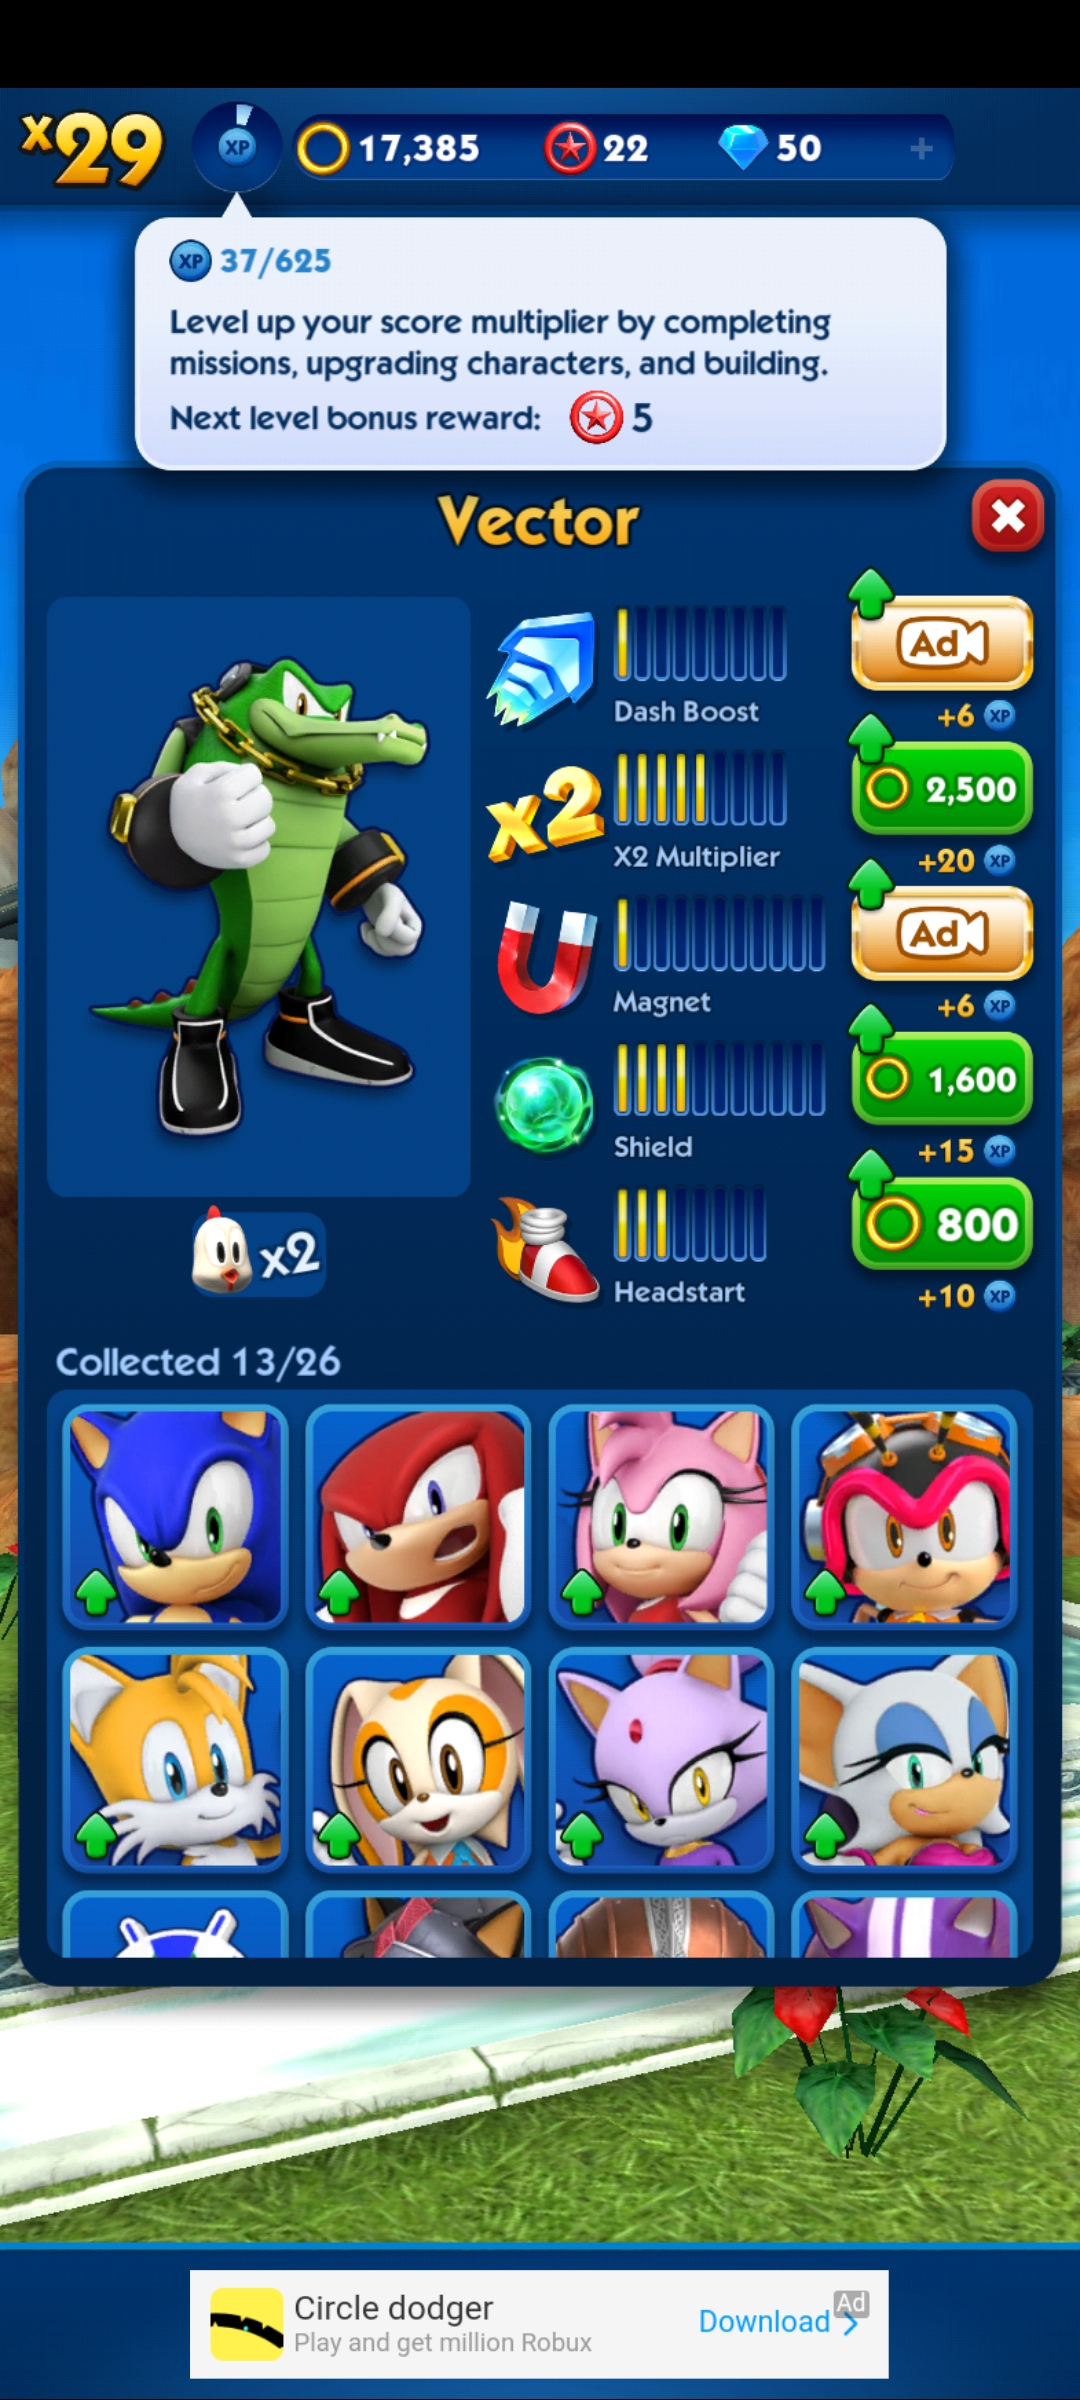 x29
XP
17,385
22
50
+
XP 37/625
Level up your score multiplier by completing
missions, upgrading characters, and building.
Next level bonus reward: 5
Vector
Dash Boost
Ad
+6 XP
x2
X2 Multiplier
2,500
+20 XP
Magnet
Ad
+6 XP
Shield
1,600
+15 XP
Headstart
800
+10 XP
x2
Collected 13/26
Circle dodger
Play and get million Robux
Download
Ad